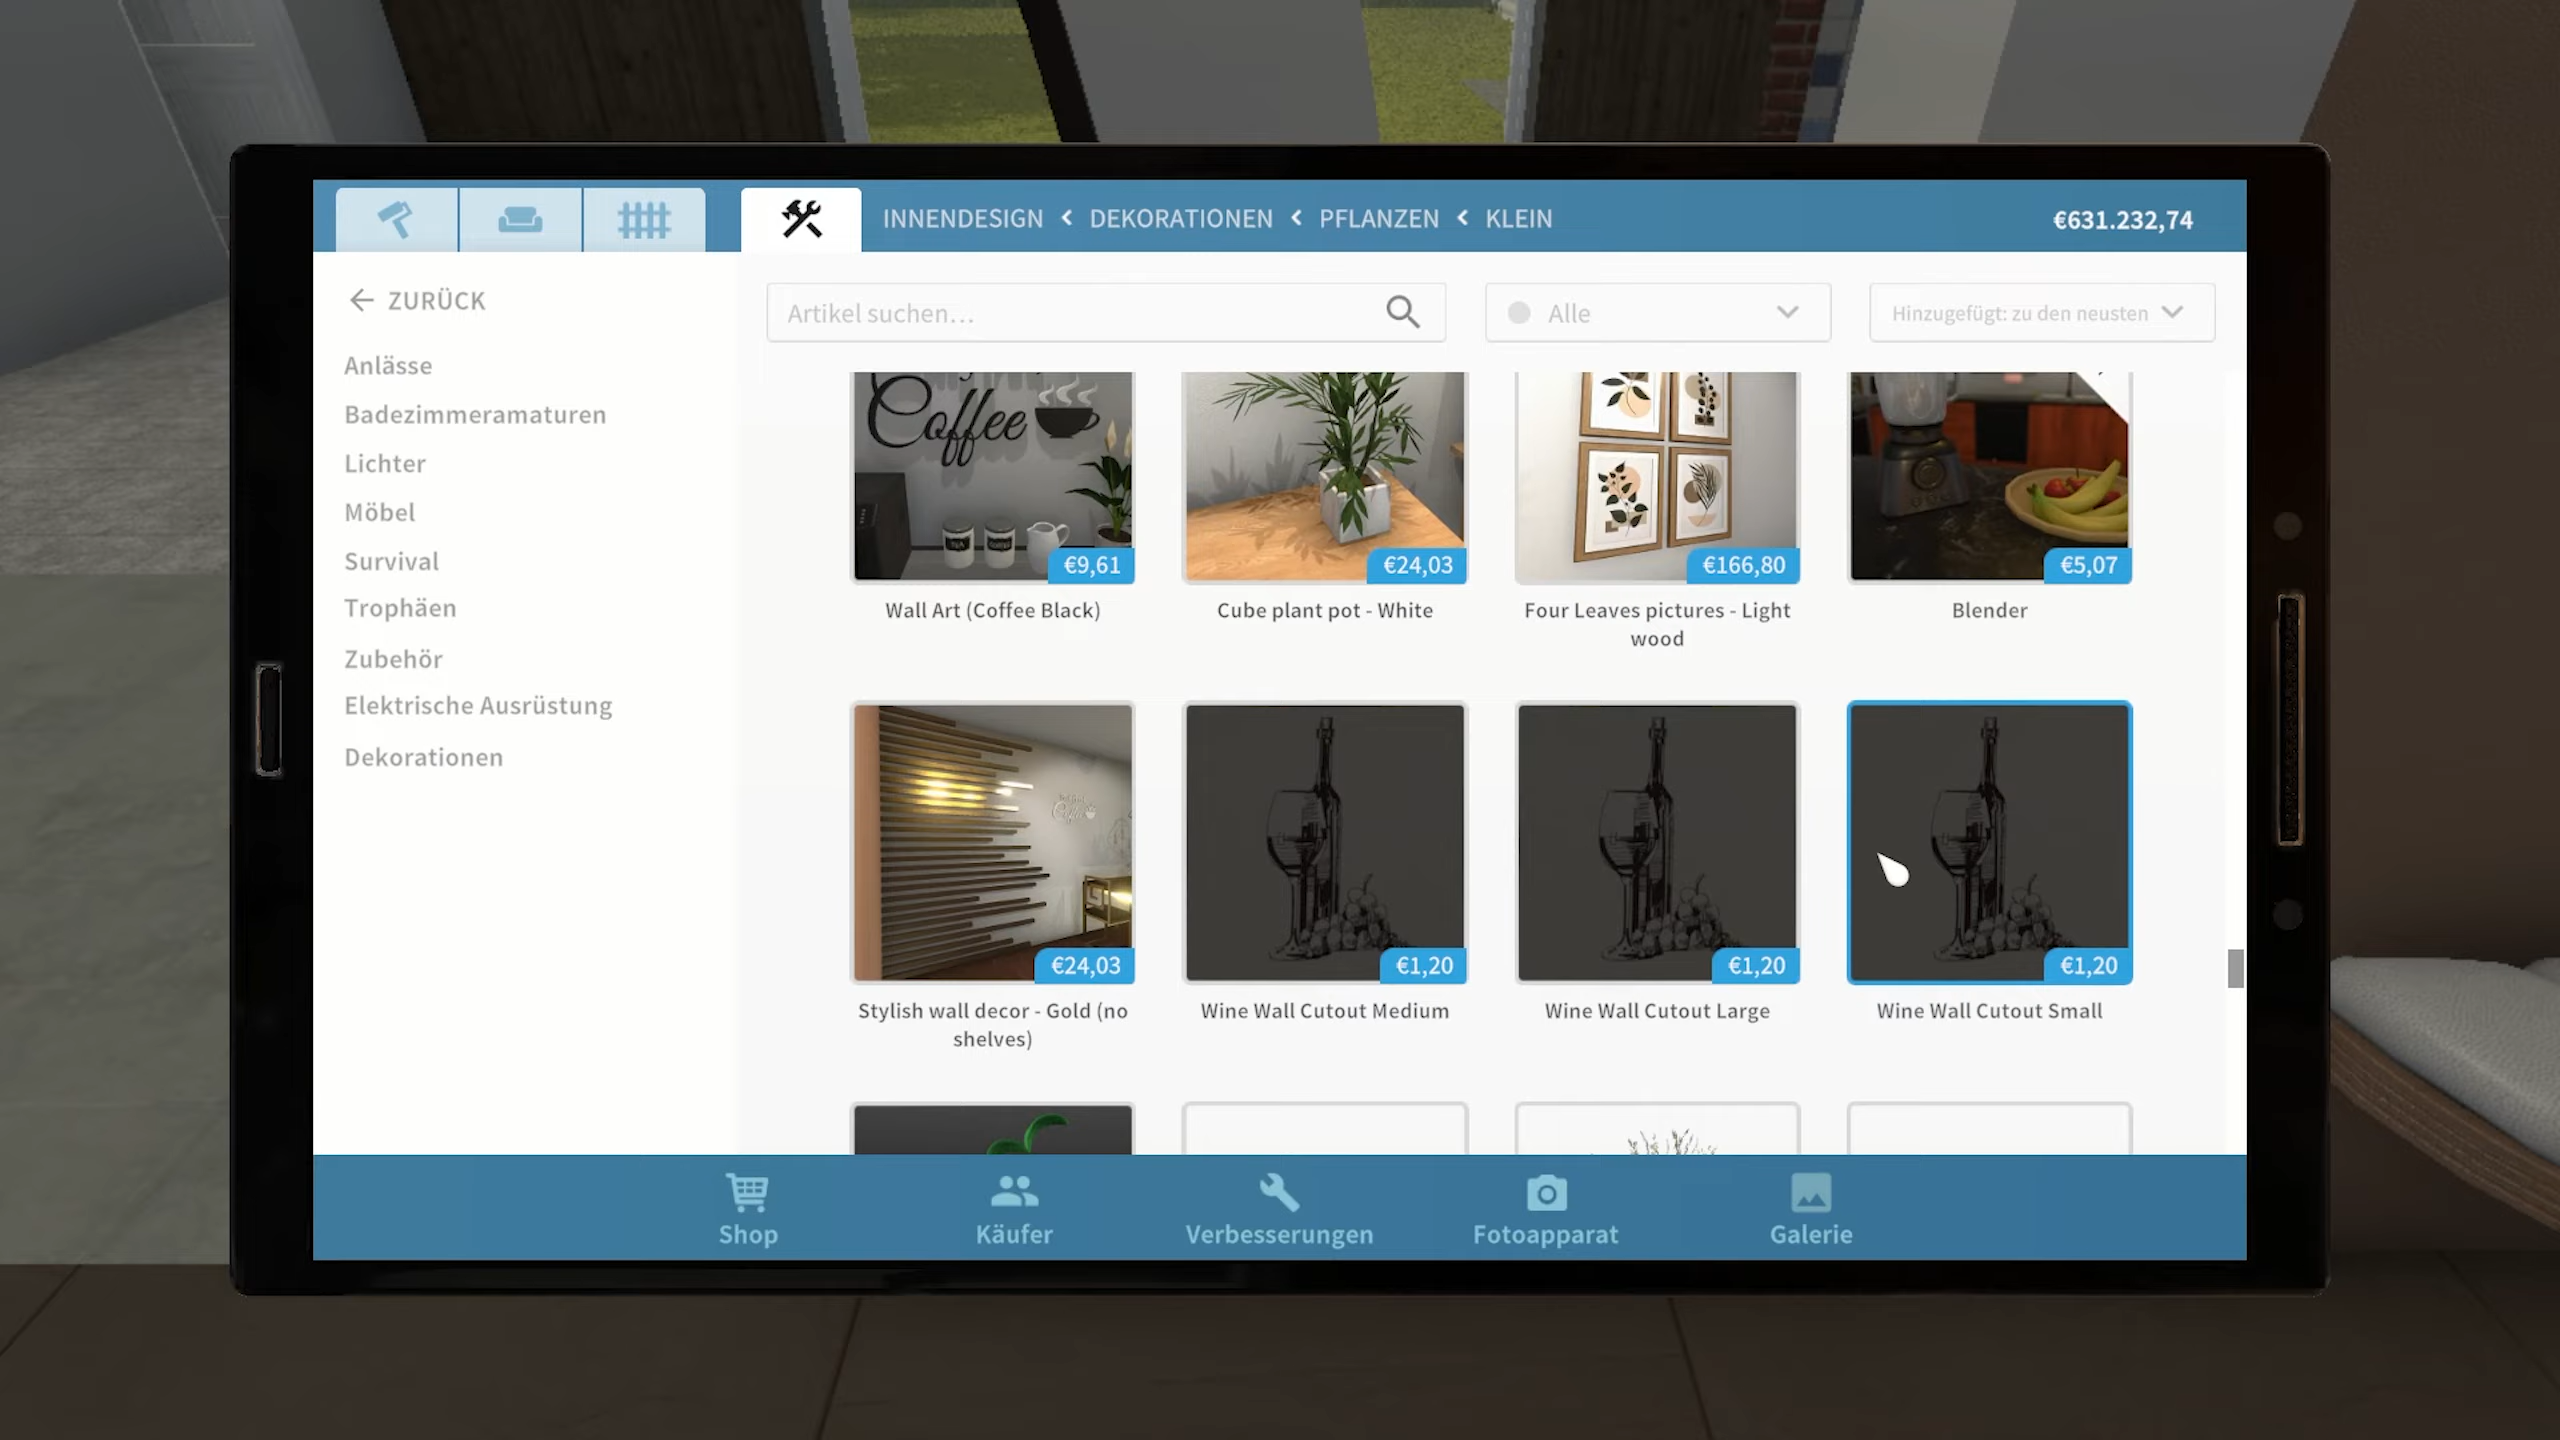 INNENDESIGN < DEKORATIONEN < PFLANZEN < KLEIN
€631.232,74
ZURÜCK
Artikel suchen...
Alle
Hinzugefügt: zu den neusten
Anlässe
Badezimmeramaturen
Lichter
Möbel
Survival
Trophäen
Zubehör
Elektrische Ausrüstung
Dekorationen
Coffee
€9,61
€24,03
€166,80
€5,07
Wall Art (Coffee Black)
Cube plant pot - White
Four Leaves pictures - Light
wood
Blender
€24,03
€1,20
€1,20
€1,20
Stylish wall decor - Gold (no
shelves)
Wine Wall Cutout Medium
Wine Wall Cutout Large
Wine Wall Cutout Small
Shop
Käufer
Verbesserungen
Fotoapparat
Galerie